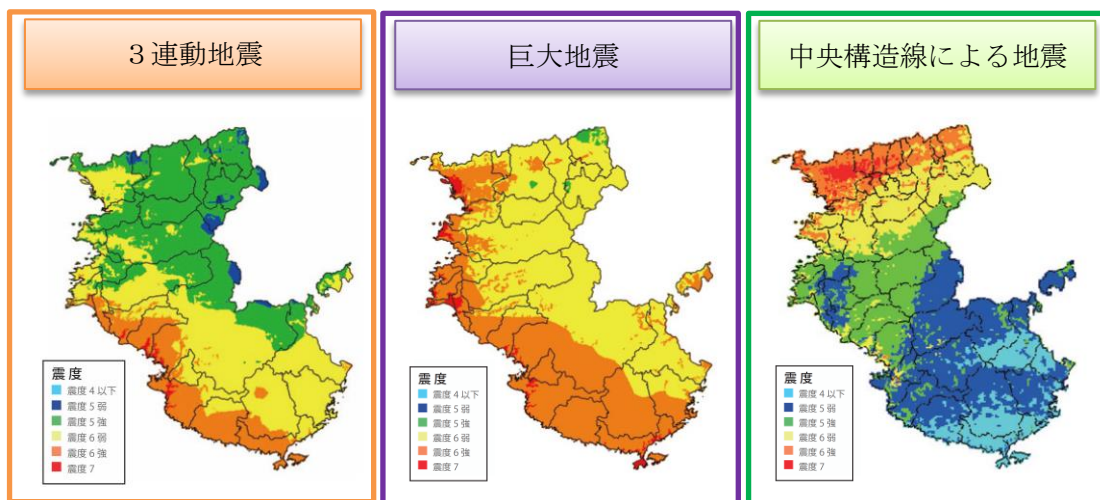 ３連動地震
巨大地震
中央構造線による地震
震度
震度4以下
震度5弱
震度5強
震度6弱
震度6強
震度7
震度
震度4以下
震度5弱
震度5強
震度6弱
震度6強
震度7
震度
震度4以下
震度5弱
震度5強
震度6弱
震度6強
震度7